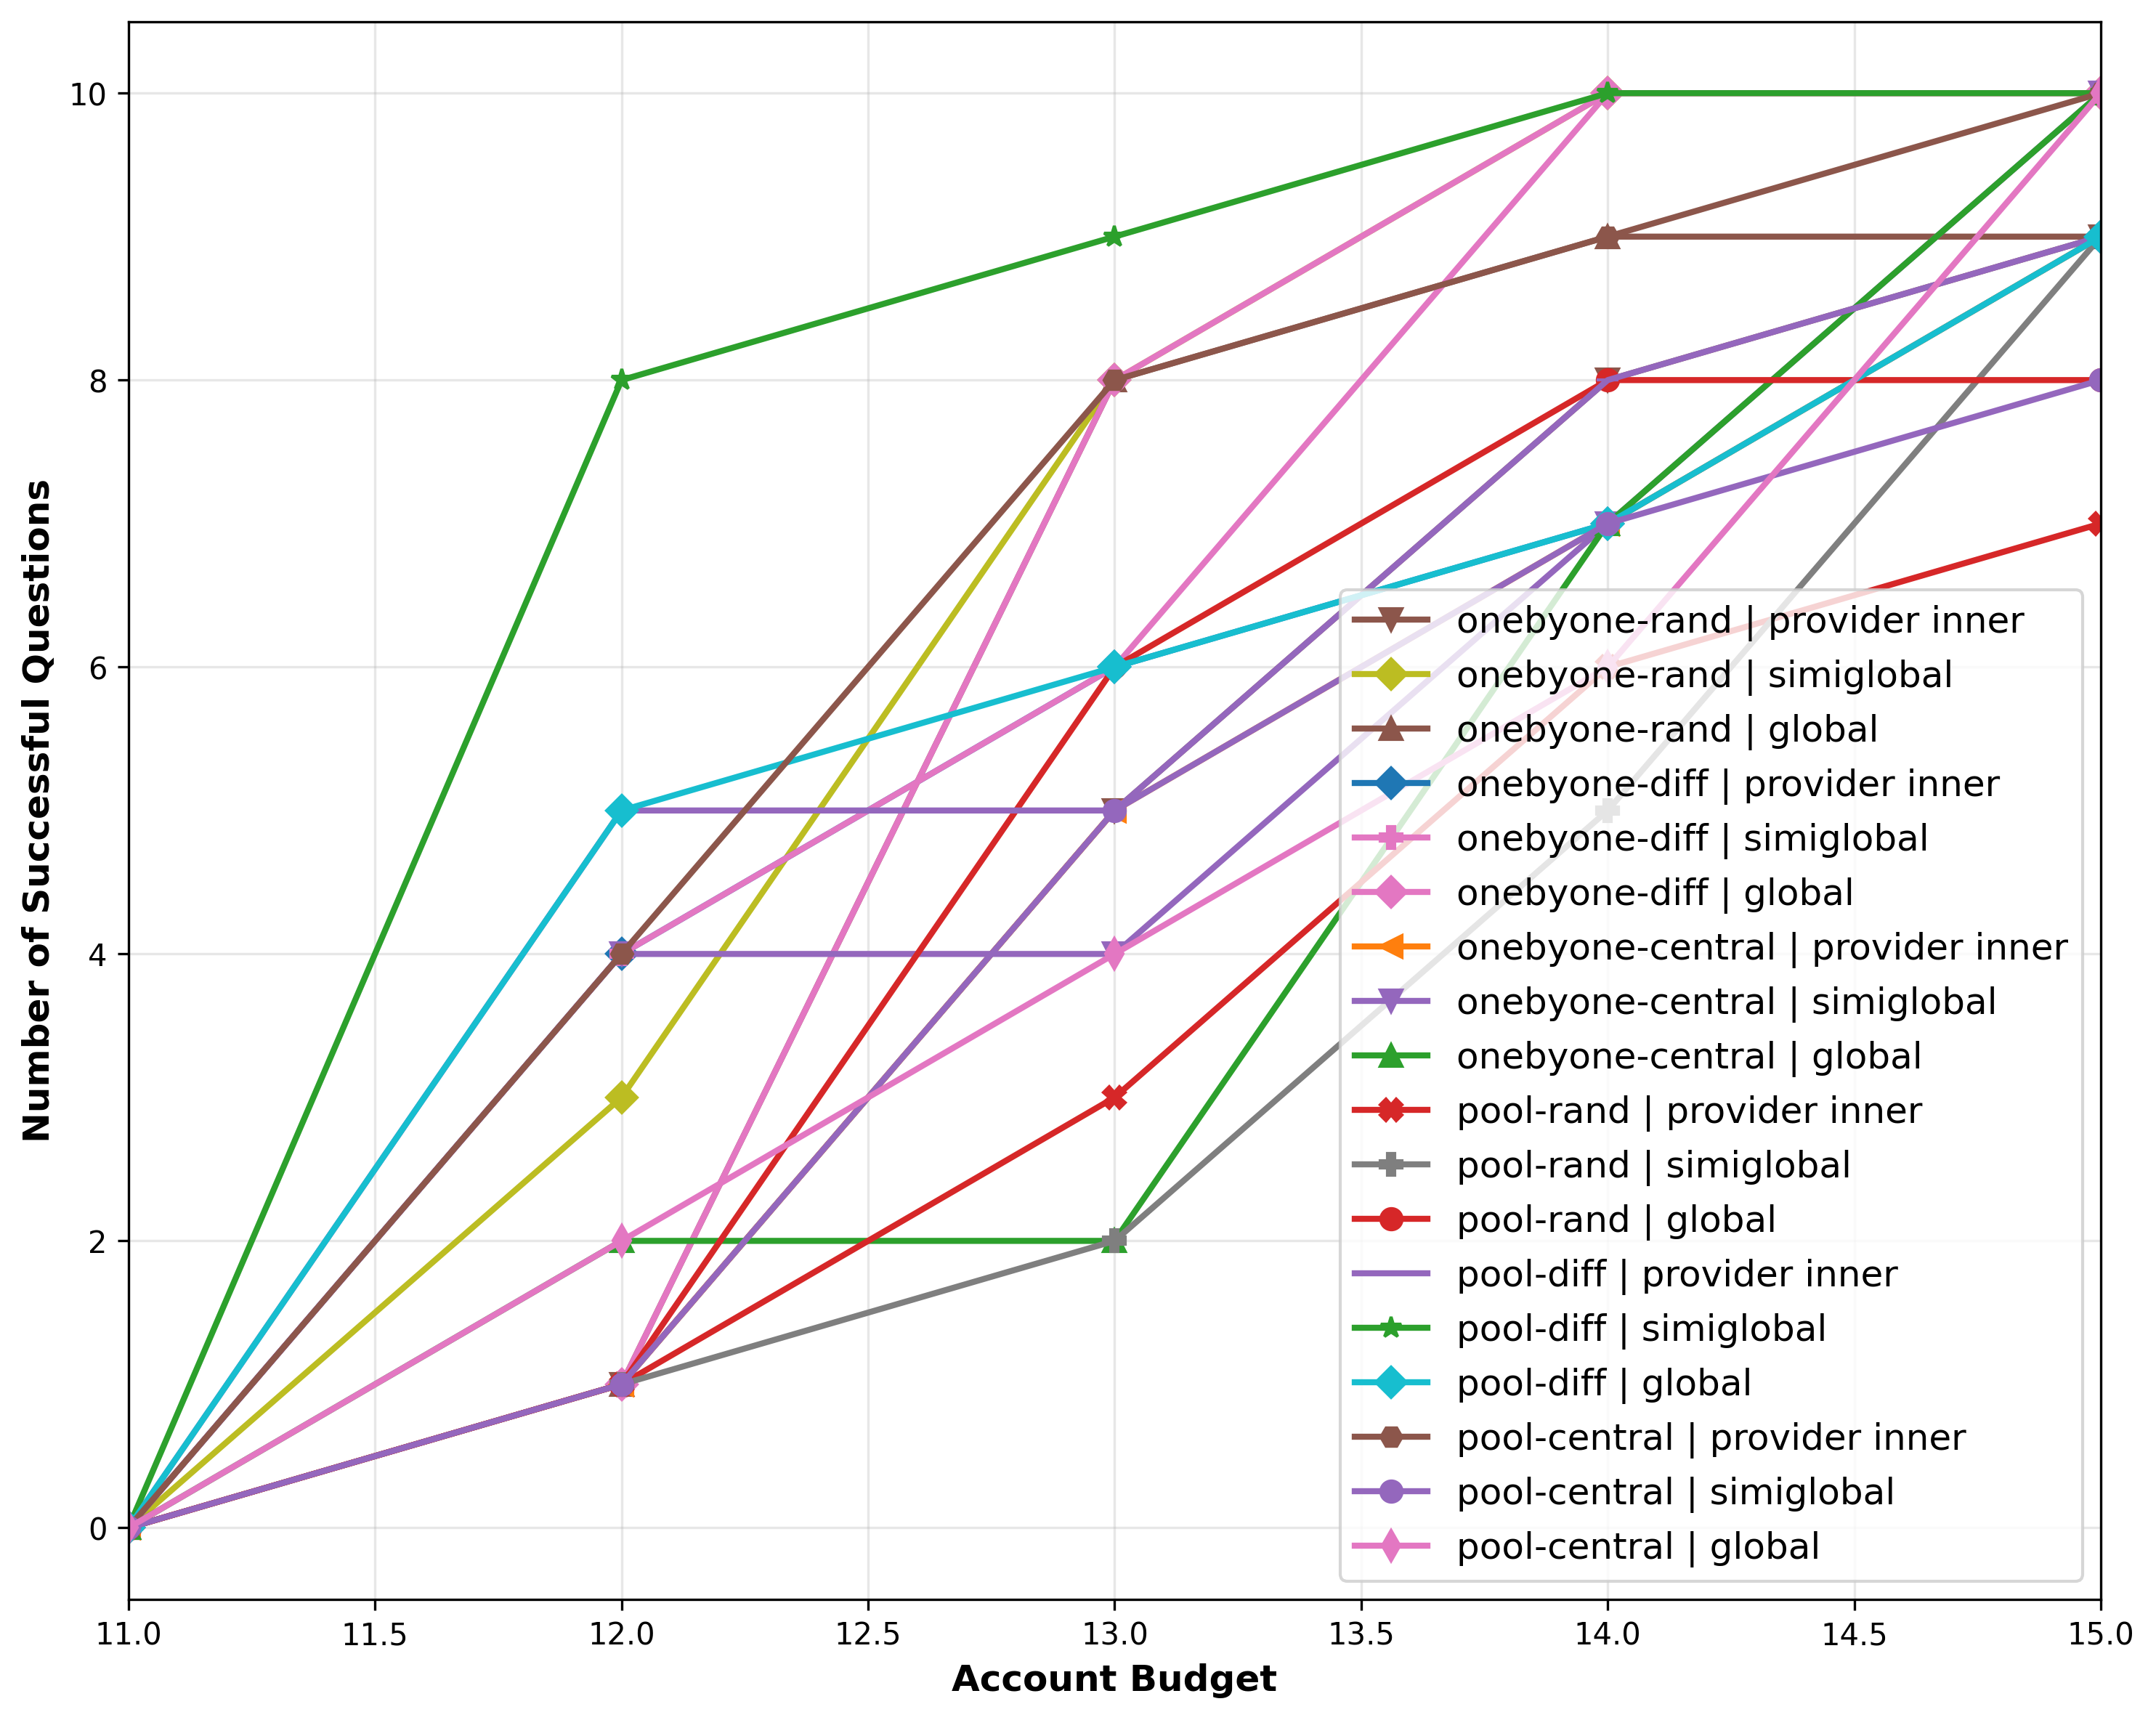 10
8
6
4
2
0
Number of Successful Questions
onebyone-rand | provider inner
onebyone-rand | simiglobal
onebyone-rand | global
onebyone-diff | provider inner
onebyone-diff | simiglobal
onebyone-diff | global
onebyone-central | provider inner
onebyone-central | simiglobal
onebyone-central | global
pool-rand | provider inner
pool-rand | simiglobal
pool-rand | global
pool-diff | provider inner
pool-diff | simiglobal
pool-diff | global
pool-central | provider inner
pool-central | simiglobal
pool-central | global
11.0 11.5 12.0 12.5 13.0 13.5 14.0 14.5 15.0
Account Budget